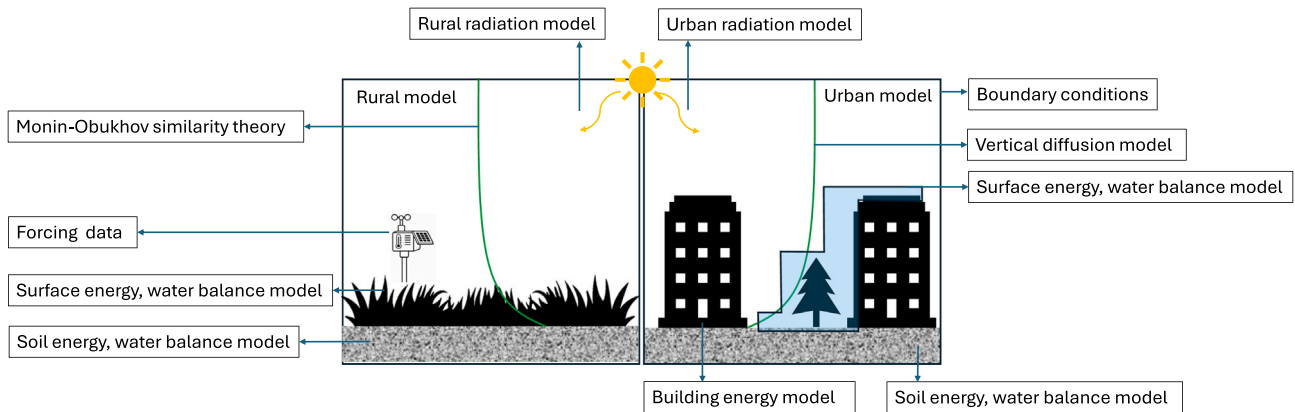 Rural radiation model
Urban radiation model
Rural model
Urban model
Boundary conditions
Monin-Obukhov similarity theory
Vertical diffusion model
Surface energy, water balance model
Forcing data
Surface energy, water balance model
Soil energy, water balance model
Building energy model
Soil energy, water balance model